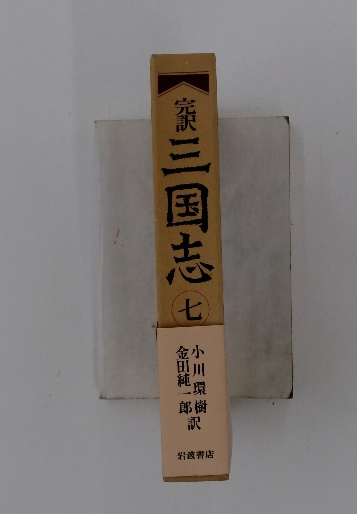 完訳
三国志
七
小川環樹
金田純一郎訳
岩波書店